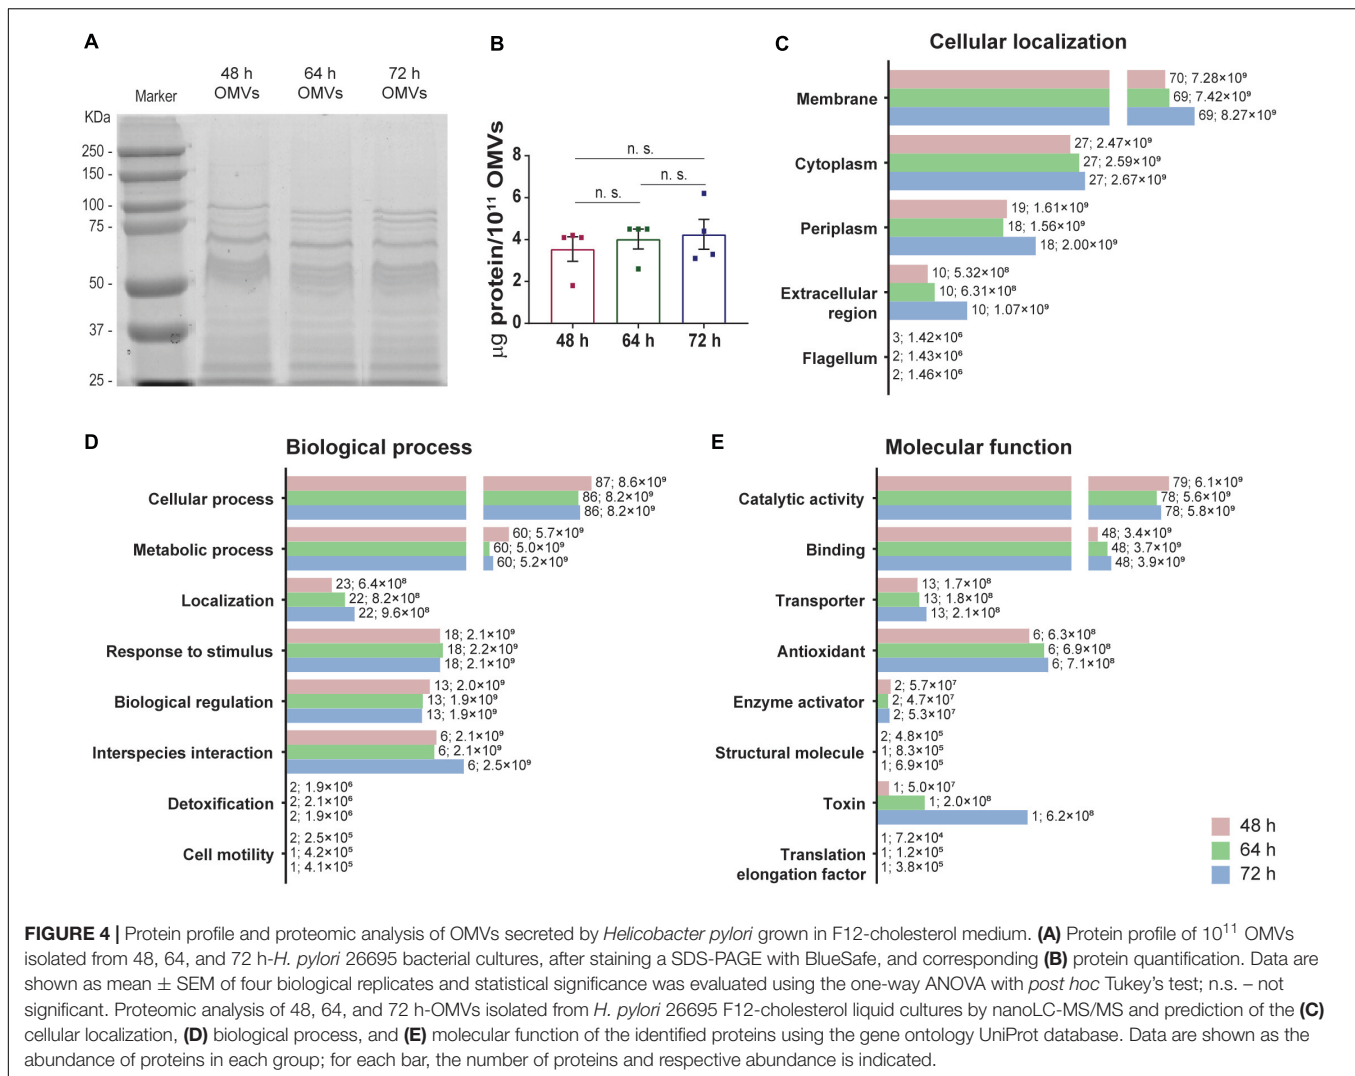 A
48 h
OMVs
64 h
OMVs
72 h
OMVs
Marker
KDa
250 -
150 -
100 -
75 -
50 -
37 -
25 -
B
µg protein/10¹¹ OMVs
8
6
4
2
0
n. s.
n. s.
n. s.
48 h
64 h
72 h
C
Cellular localization
Membrane
70; 7.28×10⁹
69; 7.42×10⁹
69; 8.27×10⁹
Cytoplasm
27; 2.47×10⁹
27; 2.59×10⁹
27; 2.67×10⁹
Periplasm
19; 1.61×10⁹
18; 1.56×10⁹
18; 2.00×10⁹
Extracellular
region
10; 5.32×10⁸
10; 6.31×10⁸
10; 1.07×10⁹
Flagellum
3; 1.42×10⁶
2; 1.43×10⁶
2; 1.46×10⁶
D
Biological process
Cellular process
87; 8.6×10⁹
86; 8.2×10⁹
86; 8.2×10⁹
Metabolic process
60; 5.7×10⁹
60; 5.0×10⁹
60; 5.2×10⁹
Localization
23; 6.4×10⁸
22; 8.2×10⁸
22; 9.6×10⁸
Response to stimulus
18; 2.1×10⁹
18; 2.2×10⁹
18; 2.1×10⁹
Biological regulation
13; 2.0×10⁹
13; 1.9×10⁹
13; 1.9×10⁹
Interspecies interaction
6; 2.1×10⁹
6; 2.1×10⁹
6; 2.5×10⁹
Detoxification
2; 1.9×10⁶
2; 2.1×10⁶
2; 1.9×10⁶
Cell motility
2; 2.5×10⁵
1; 4.2×10⁵
1; 4.1×10⁵
E
Molecular function
Catalytic activity
79; 6.1×10⁹
78; 5.6×10⁹
78; 5.8×10⁹
Binding
48; 3.4×10⁹
48; 3.7×10⁹
48; 3.9×10⁹
Transporter
13; 1.7×10⁸
13; 1.8×10⁸
13; 2.1×10⁸
Antioxidant
6; 6.3×10⁸
6; 6.9×10⁸
6; 7.1×10⁸
Enzyme activator
2; 5.7×10⁷
2; 4.7×10⁷
2; 5.3×10⁷
Structural molecule
2; 4.8×10⁵
1; 8.3×10⁵
1; 6.9×10⁵
Toxin
1; 5.0×10⁷
1; 2.0×10⁸
1; 6.2×10⁸
Translation
elongation factor
1; 7.2×10⁴
1; 1.2×10⁵
1; 3.8×10⁵
48 h
64 h
72 h
FIGURE 4 | Protein profile and proteomic analysis of OMVs secreted by Helicobacter pylori grown in F12-cholesterol medium. (A) Protein profile of 10¹¹ OMVs
isolated from 48, 64, and 72 h-H. pylori 26695 bacterial cultures, after staining a SDS-PAGE with BlueSafe, and corresponding (B) protein quantification. Data are
shown as mean ± SEM of four biological replicates and statistical significance was evaluated using the one-way ANOVA with post hoc Tukey's test; n.s. – not
significant. Proteomic analysis of 48, 64, and 72 h-OMVs isolated from H. pylori 26695 F12-cholesterol liquid cultures by nanoLC-MS/MS and prediction of the (C)
cellular localization, (D) biological process, and (E) molecular function of the identified proteins using the gene ontology UniProt database. Data are shown as the
abundance of proteins in each group; for each bar, the number of proteins and respective abundance is indicated.